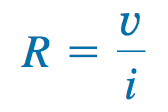 R = v / i